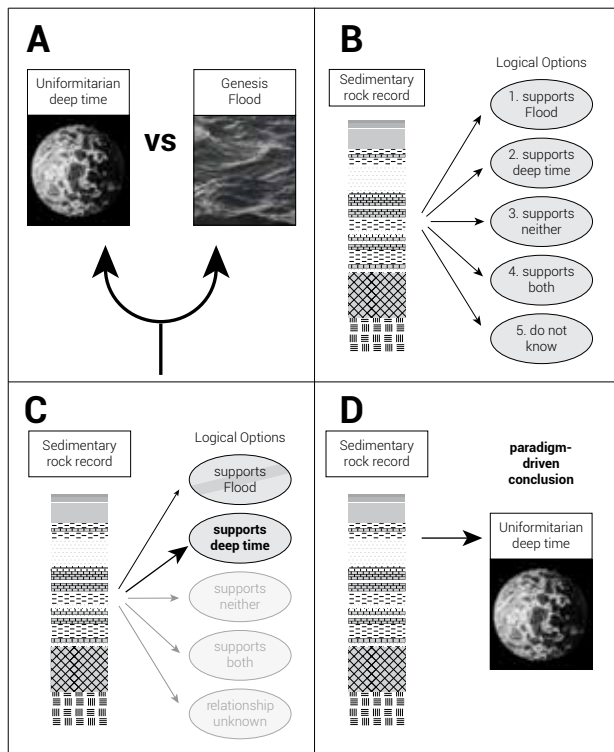 A
Uniformitarian
deep time
vs
Genesis
Flood
B
Sedimentary
rock record
Logical Options
1. supports
Flood
2. supports
deep time
3. supports
neither
4. supports
both
5. do not
know
C
Sedimentary
rock record
Logical Options
supports
Flood
supports
deep time
supports
neither
supports
both
relationship
unknown
D
Sedimentary
rock record
paradigm-
driven
conclusion
Uniformitarian
deep time